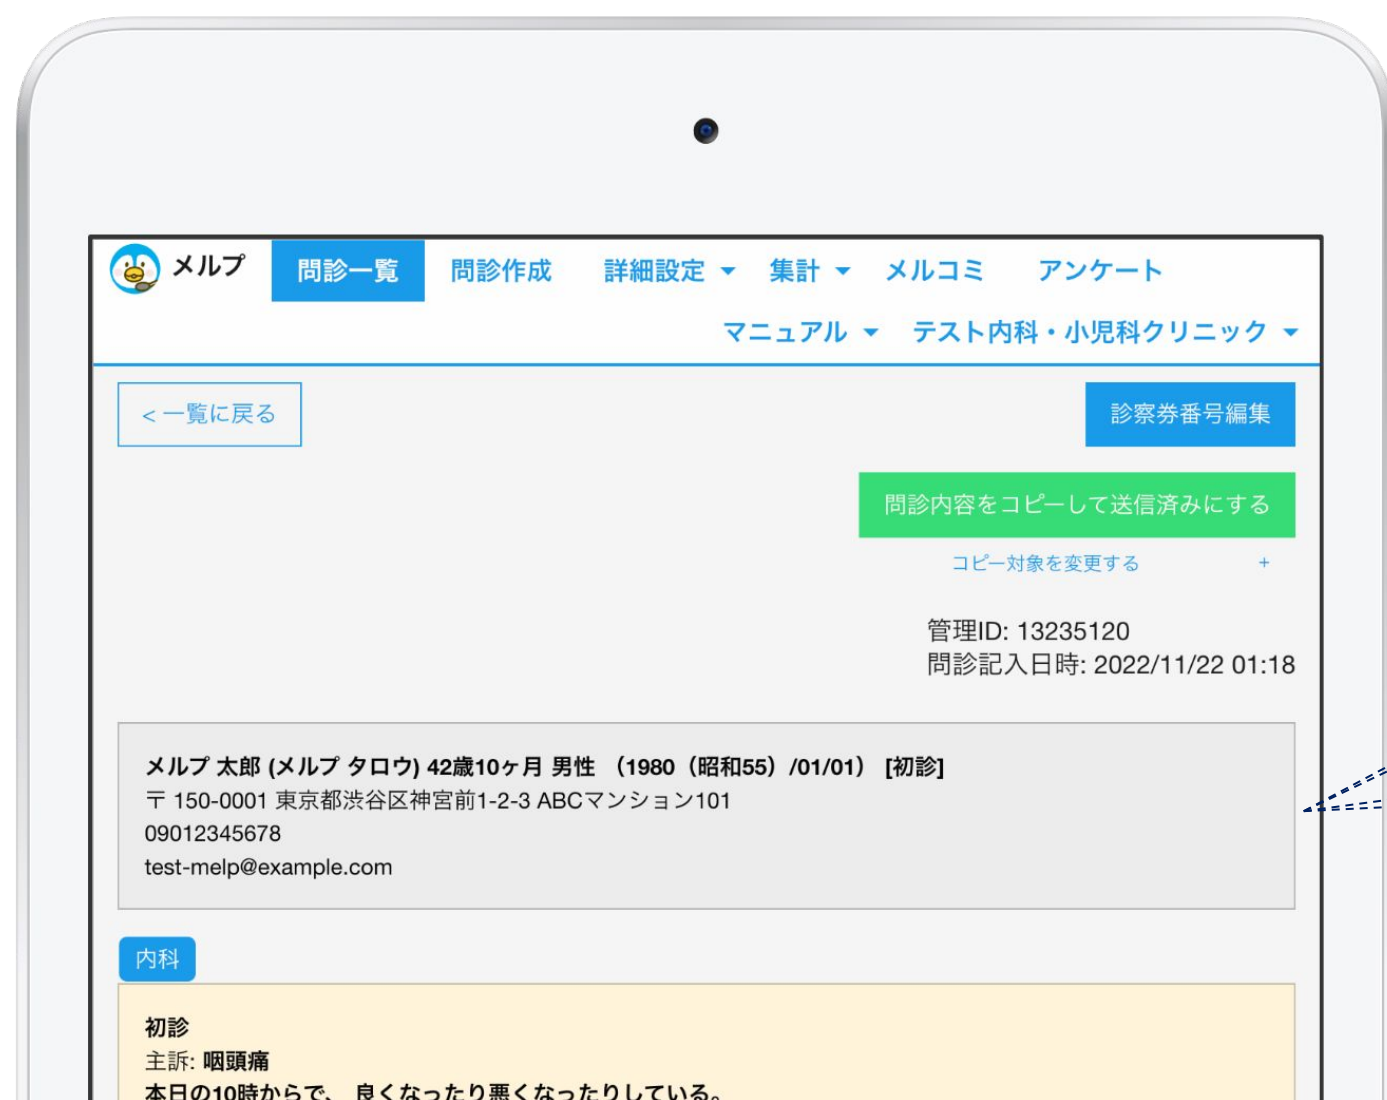 メルプ 問診一覧 問診作成 詳細設定 集計 メルコミ アンケート
マニュアル テスト内科・小児科クリニック
< 一覧に戻る 診察券番号編集
問診内容をコピーして送信済みにする
コピー対象を変更する +
管理ID: 13235120
問診記入日時: 2022/11/22 01:18
メルプ 太郎 (メルプ タロウ) 42歳10ヶ月 男性 （1980（昭和55）/01/01） [初診]
〒 150-0001 東京都渋谷区神宮前1-2-3 ABCマンション101
09012345678
test-melp@example.com
内科
初診
主訴: 咽頭痛
本日の10時からで、 良くなったり悪くなったりしている。